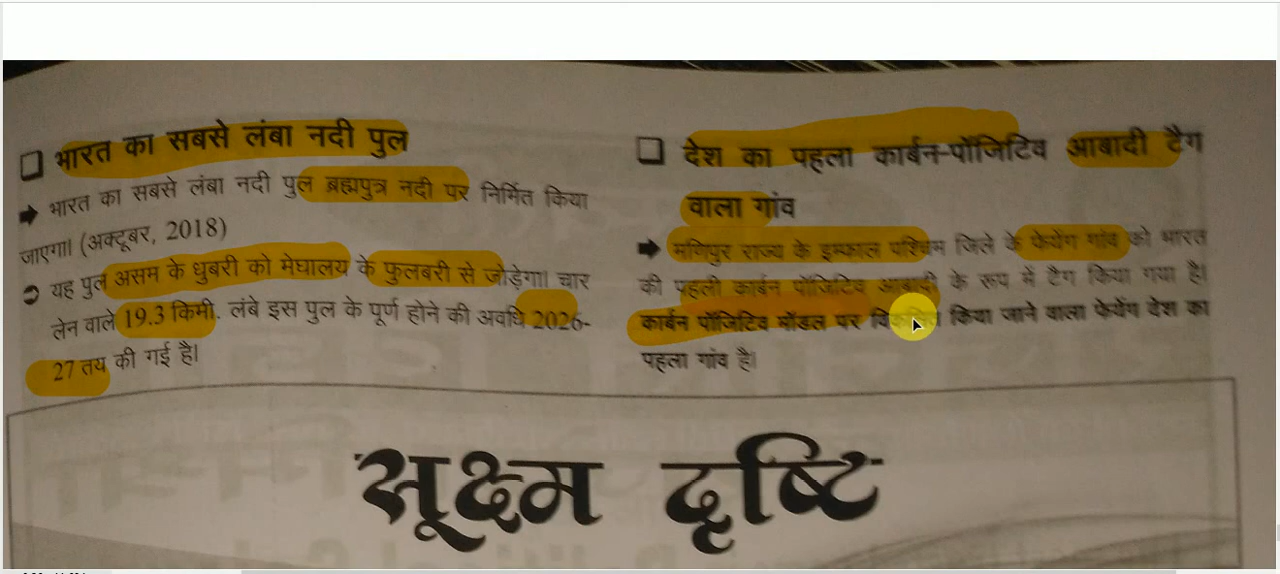 ❑ भारत का सबसे लंबा नदी पुल
➡ भारत का सबसे लंबा नदी पुल ब्रह्मपुत्र नदी पर निर्मित किया
जाएगा। (अक्टूबर, 2018)
➲ यह पुल असम के धुबरी को मेघालय के फुलबरी से जोड़ेगा। चार
लेन वाले 19.3 किमी. लंबे इस पुल के पूर्ण होने की अवधि 2026-
27 तय की गई है।
❑ देश का पहला कार्बन-पॉजिटिव आबादी टैग
वाला गांव
➡ मणिपुर राज्य के इम्फाल पश्चिम जिले के फेयेंग गांव को भारत
की पहली कार्बन पॉजिटिव आबादी के रूप में टैग किया गया है।
कार्बन पॉजिटिव मॉडल पर किया जाने वाला फेयेंग देश का
पहला गांव है।
सूक्ष्म दृष्टि